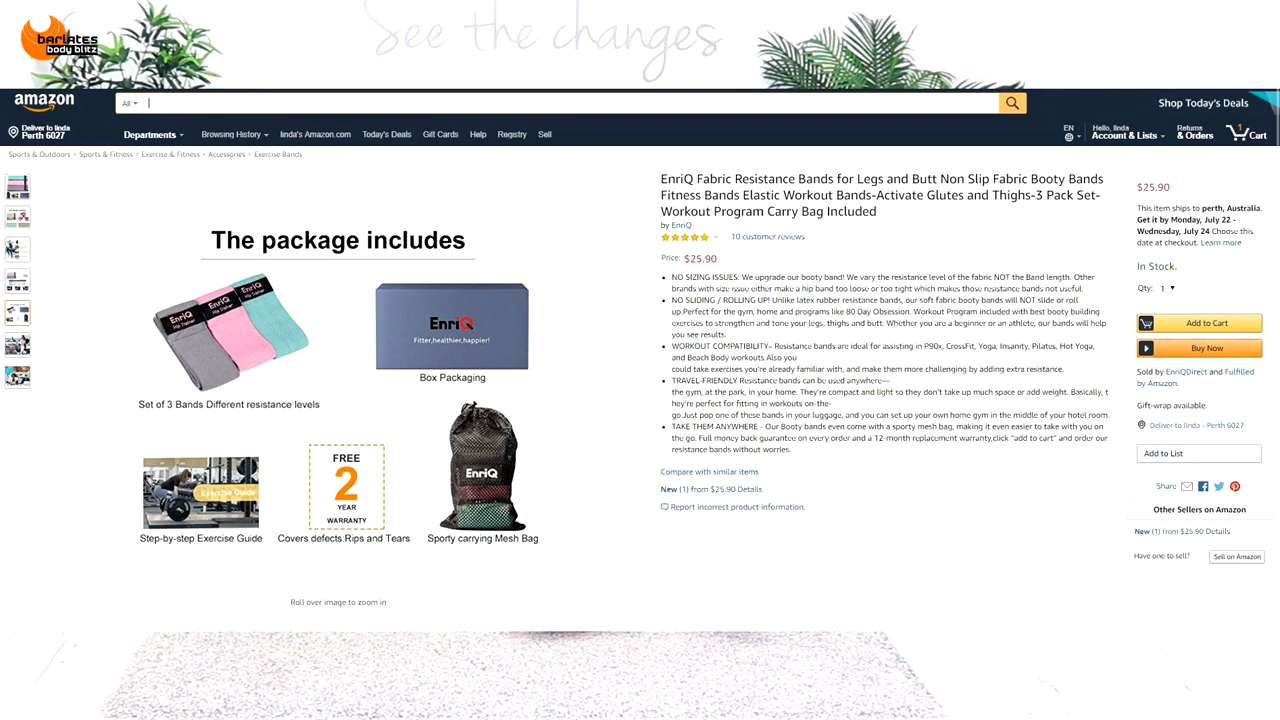 See the changes
barlates
body blitz
amazon
All
Shop Today's Deals
Deliver to linda
Perth 6027
Departments
Browsing History
linda's Amazon.com
Today's Deals
Gift Cards
Help
Registry
Sell
EN
Hello, linda
Account & Lists
Returns
& Orders
1
Cart
Sports & Outdoors › Sports & Fitness › Exercise & Fitness › Accessories › Exercise Bands
The package includes
EnriQ
Hip Trainer
EnriQ
Hip Trainer
EnriQ
Hip Trainer
Set of 3 Bands Different resistance levels
EnriQ
Fitter,healthier,happier!
Box Packaging
Exercise Guide
Step-by-step Exercise Guide
FREE
2
YEAR
WARRANTY
Covers defects:Rips and Tears
EnriQ
Sporty carrying Mesh Bag
Roll over image to zoom in
EnriQ Fabric Resistance Bands for Legs and Butt Non Slip Fabric Booty Bands
Fitness Bands Elastic Workout Bands-Activate Glutes and Thighs-3 Pack Set-
Workout Program Carry Bag Included
by EnriQ
10 customer reviews
Price: $25.90
• NO SIZING ISSUES: We upgrade our booty band! We vary the resistance level of the fabric NOT the Band length. Other
brands with size issue either make a hip band too loose or too tight which makes those resistance bands not useful.
• NO SLIDING / ROLLING UP! Unlike latex rubber resistance bands, our soft fabric booty bands will NOT slide or roll
up.Perfect for the gym, home and programs like 80 Day Obsession. Workout Program included with best booty building
exercises to strengthen and tone your legs, thighs and butt. Whether you are a beginner or an athlete, our bands will help
you see results.
• WORKOUT COMPATIBILITY– Resistance bands are ideal for assisting in P90x, CrossFit, Yoga, Insanity, Pilates, Hot Yoga,
and Beach Body workouts.Also you
could take exercises you're already familiar with, and make them more challenging by adding extra resistance.
• TRAVEL-FRIENDLY Resistance bands can be used anywhere—
the gym, at the park, in your home. They're compact and light so they don't take up much space or add weight. Basically, t
hey're perfect for fitting in workouts on-the-
go.Just pop one of these bands in your luggage, and you can set up your own home gym in the middle of your hotel room.
• TAKE THEM ANYWHERE - Our Booty bands even come with a sporty mesh bag, making it even easier to take with you on
the go. Full money back guarantee on every order and a 12-month replacement warranty,click "add to cart" and order our
resistance bands without worries.
Compare with similar items
New (1) from $25.90 Details
Report incorrect product information.
$25.90
This item ships to perth, Australia.
Get it by Monday, July 22 -
Wednesday, July 24 Choose this
date at checkout. Learn more
In Stock.
Qty: 1
Add to Cart
Buy Now
Sold by EnriQDirect and Fulfilled
by Amazon.
Gift-wrap available.
Deliver to linda - Perth 6027
Add to List
Share
Other Sellers on Amazon
New (1) from $25.90 Details
Have one to sell?
Sell on Amazon